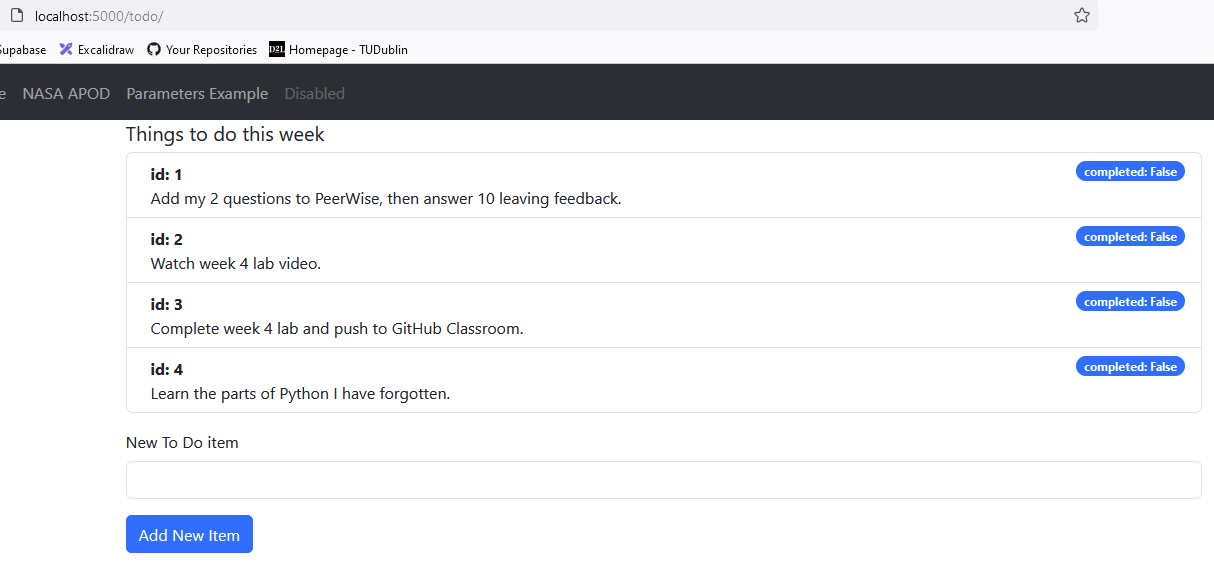 localhost:5000/todo/
Supabase Excalidraw Your Repositories D2L Homepage - TUDublin
e NASA APOD Parameters Example Disabled
Things to do this week
id: 1 completed: False
Add my 2 questions to PeerWise, then answer 10 leaving feedback.
id: 2 completed: False
Watch week 4 lab video.
id: 3 completed: False
Complete week 4 lab and push to GitHub Classroom.
id: 4 completed: False
Learn the parts of Python I have forgotten.
New To Do item
Add New Item